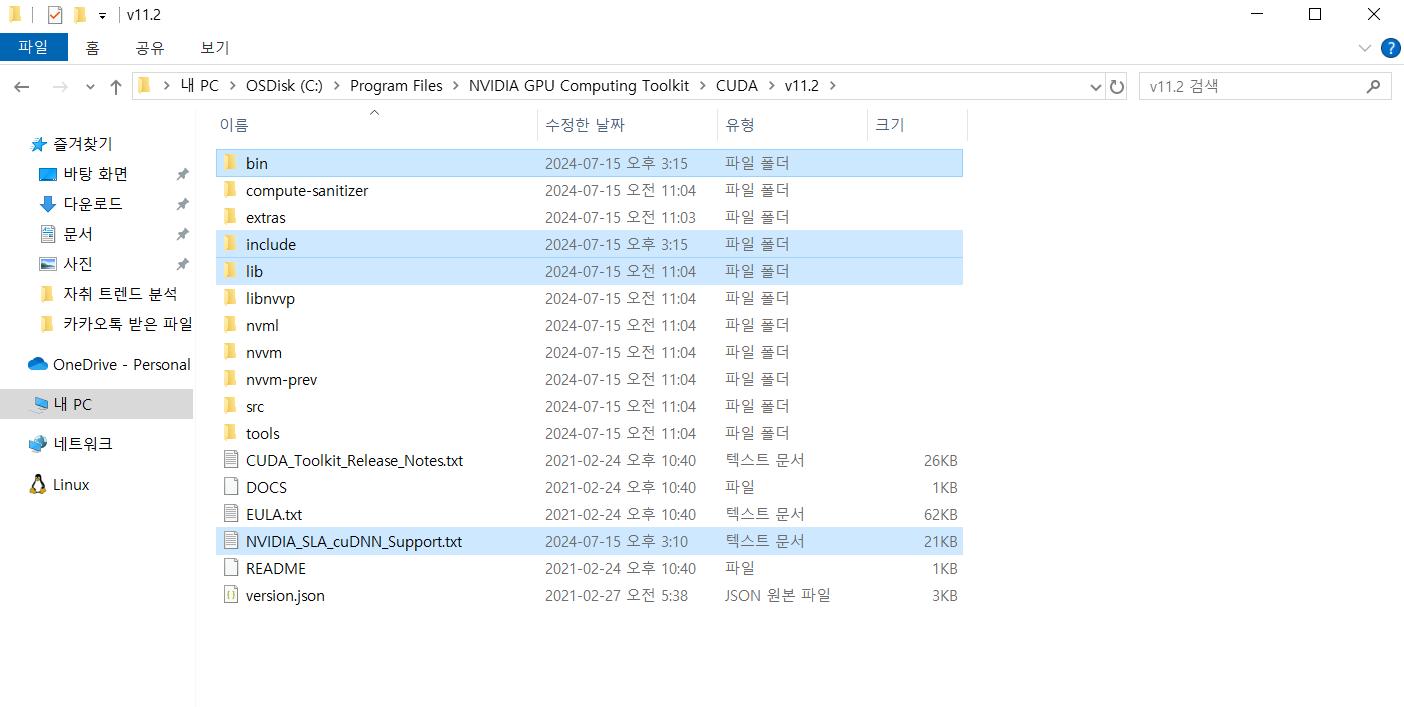 v11.2
파일 홈 공유 보기
내 PC OSDisk (C:) Program Files NVIDIA GPU Computing Toolkit CUDA v11.2 v11.2 검색
이름 수정한 날짜 유형 크기
즐겨찾기
바탕 화면
다운로드
문서
사진
자취 트렌드 분석
카카오톡 받은 파일
OneDrive - Personal
내 PC
네트워크
Linux
bin 2024-07-15 오후 3:15 파일 폴더
compute-sanitizer 2024-07-15 오전 11:04 파일 폴더
extras 2024-07-15 오전 11:03 파일 폴더
include 2024-07-15 오후 3:15 파일 폴더
lib 2024-07-15 오전 11:04 파일 폴더
libnvvp 2024-07-15 오전 11:04 파일 폴더
nvml 2024-07-15 오전 11:04 파일 폴더
nvvm 2024-07-15 오전 11:04 파일 폴더
nvvm-prev 2024-07-15 오전 11:04 파일 폴더
src 2024-07-15 오전 11:04 파일 폴더
tools 2024-07-15 오전 11:04 파일 폴더
CUDA_Toolkit_Release_Notes.txt 2021-02-24 오후 10:40 텍스트 문서 26KB
DOCS 2021-02-24 오후 10:40 파일 1KB
EULA.txt 2021-02-24 오후 10:40 텍스트 문서 62KB
NVIDIA_SLA_cuDNN_Support.txt 2024-07-15 오후 3:10 텍스트 문서 21KB
README 2021-02-24 오후 10:40 파일 1KB
version.json 2021-02-27 오전 5:38 JSON 원본 파일 3KB